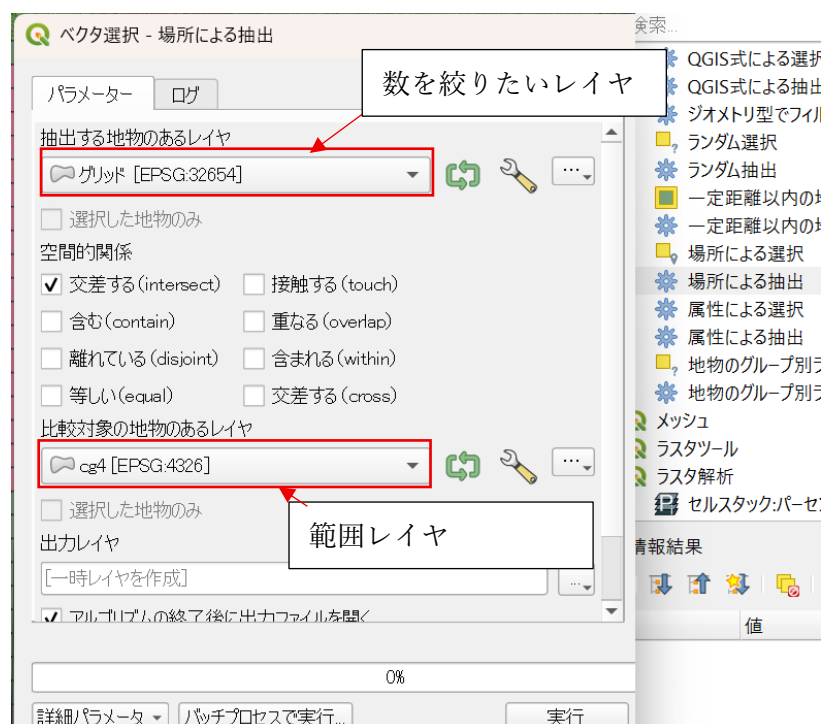 ベクタ選択 - 場所による抽出
数を絞りたいレイヤ
パラメーター
ログ
抽出する地物のあるレイヤ
グリッド [EPSG:32654]
…
選択した地物のみ
空間的関係
交差する(intersect)
接触する(touch)
含む(contain)
重なる(overlap)
離れている(disjoint)
含まれる(within)
等しい(equal)
交差する(cross)
比較対象の地物のあるレイヤ
cg4 [EPSG:4326]
…
選択した地物のみ
範囲レイヤ
出力レイヤ
[一時レイヤを作成]
…
アルゴリズムの終了後に出力ファイルを開く
0%
詳細パラメータ
バッチプロセスで実行...
実行
検索...
QGIS式による選択
QGIS式による抽出
ジオメトリ型でフィル
ランダム選択
ランダム抽出
一定距離以内の地
一定距離以内の地
場所による選択
場所による抽出
属性による選択
属性による抽出
地物のグループ別ラ
地物のグループ別ラ
メッシュ
ラスタツール
ラスタ解析
セルスタック:パーセン
情報結果
値